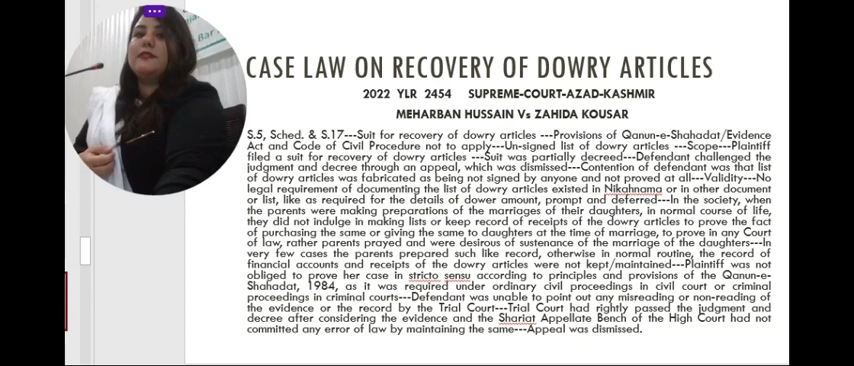 Bar
CASE LAW ON RECOVERY OF DOWRY ARTICLES
2022 YLR 2454 SUPREME-COURT-AZAD-KASHMIR
MEHARBAN HUSSAIN Vs ZAHIDA KOUSAR
S.5, Sched. & S.17---Suit for recovery of dowry articles ---Provisions of Qanun-e-Shahadat/Evidence
Act and Code of Civil Procedure not to apply---Un-signed list of dowry articles ---Scope---Plaintiff
filed a suit for recovery of dowry articles ---Suit was partially decreed---Defendant challenged the
judgment and decree through an appeal, which was dismissed---Contention of defendant was that list
of dowry articles was fabricated as being not signed by anyone and not proved at all---Validity---No
legal requirement of documenting the list of dowry articles existed in Nikahnama or in other document
or list, like as required for the details of dower amount, prompt and deferred---In the society, when
the parents were making preparations of the marriages of their daughters, in normal course of life,
they did not indulge in making lists or keep record of receipts of the dowry articles to prove the fact
of purchasing the same or giving the same to daughters at the time of marriage, to prove in any Court
of law, rather parents prayed and were desirous of sustenance of the marriage of the daughters---In
very few cases the parents prepared such like record, otherwise in normal routine, the record of
financial accounts and receipts of the dowry articles were not kept/maintained---Plaintiff was not
obliged to prove her case in stricto sensu according to principles and provisions of the Qanun-e-
Shahadat, 1984, as it was required under ordinary civil proceedings in civil court or criminal
proceedings in criminal courts---Defendant was unable to point out any misreading or non-reading of
the evidence or the record by the Trial Court---Trial Court had rightly passed the judgment and
decree after considering the evidence and the Shariat Appellate Bench of the High Court had not
committed any error of law by maintaining the same---Appeal was dismissed.